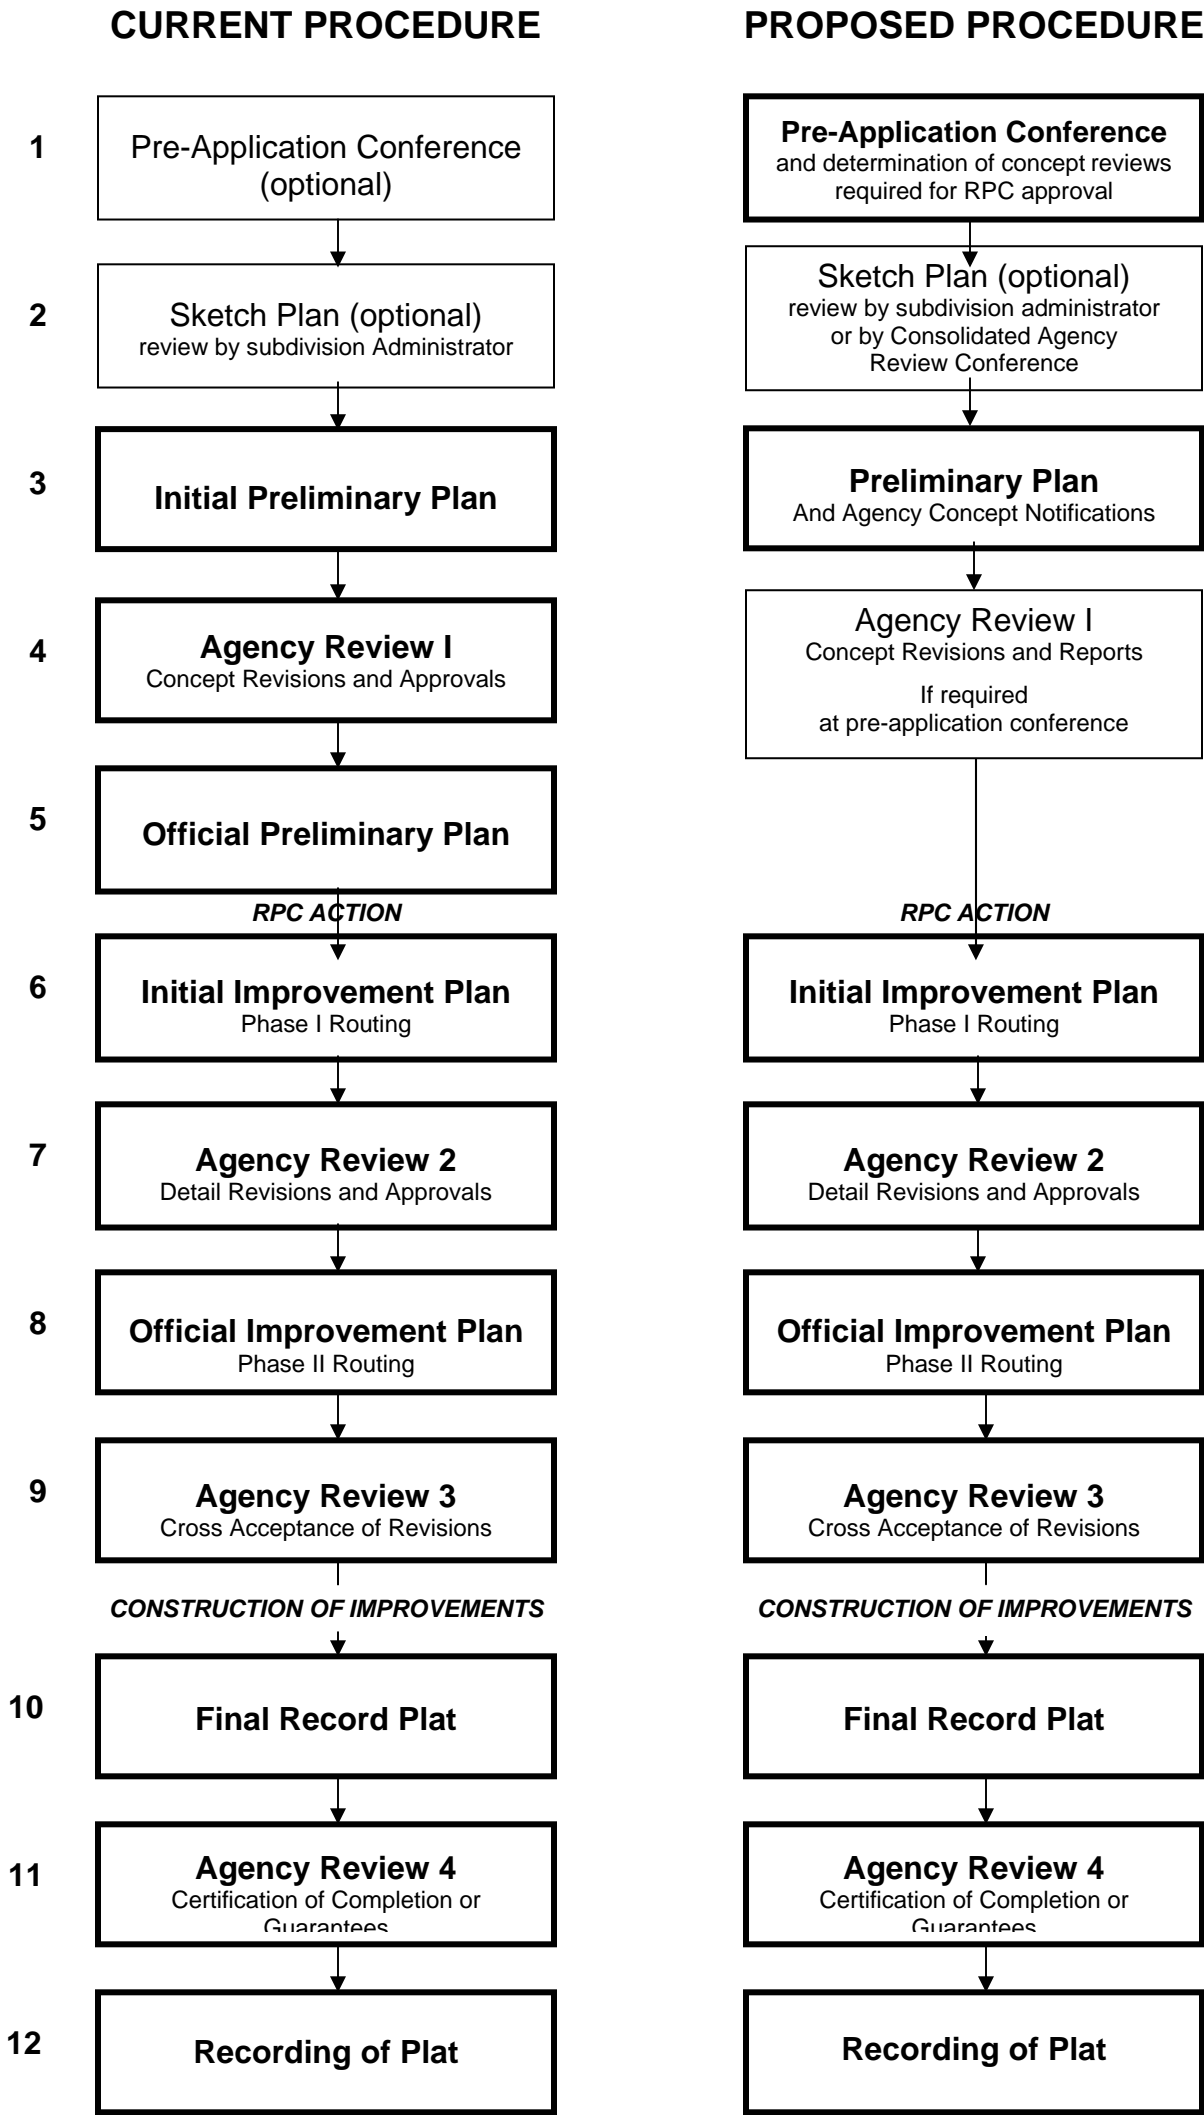 CURRENT PROCEDURE
PROPOSED PROCEDURE
1
Pre-Application Conference
(optional)
Pre-Application Conference
and determination of concept reviews
required for RPC approval
2
Sketch Plan (optional)
review by subdivision Administrator
Sketch Plan (optional)
review by subdivision administrator
or by Consolidated Agency
Review Conference
3
Initial Preliminary Plan
Preliminary Plan
And Agency Concept Notifications
4
Agency Review I
Concept Revisions and Approvals
Agency Review I
Concept Revisions and Reports
If required
at pre-application conference
5
Official Preliminary Plan
RPC ACTION
RPC ACTION
6
Initial Improvement Plan
Phase I Routing
Initial Improvement Plan
Phase I Routing
7
Agency Review 2
Detail Revisions and Approvals
Agency Review 2
Detail Revisions and Approvals
8
Official Improvement Plan
Phase II Routing
Official Improvement Plan
Phase II Routing
9
Agency Review 3
Cross Acceptance of Revisions
Agency Review 3
Cross Acceptance of Revisions
CONSTRUCTION OF IMPROVEMENTS
CONSTRUCTION OF IMPROVEMENTS
10
Final Record Plat
Final Record Plat
11
Agency Review 4
Certification of Completion or
Guarantees
Agency Review 4
Certification of Completion or
Guarantees
12
Recording of Plat
Recording of Plat